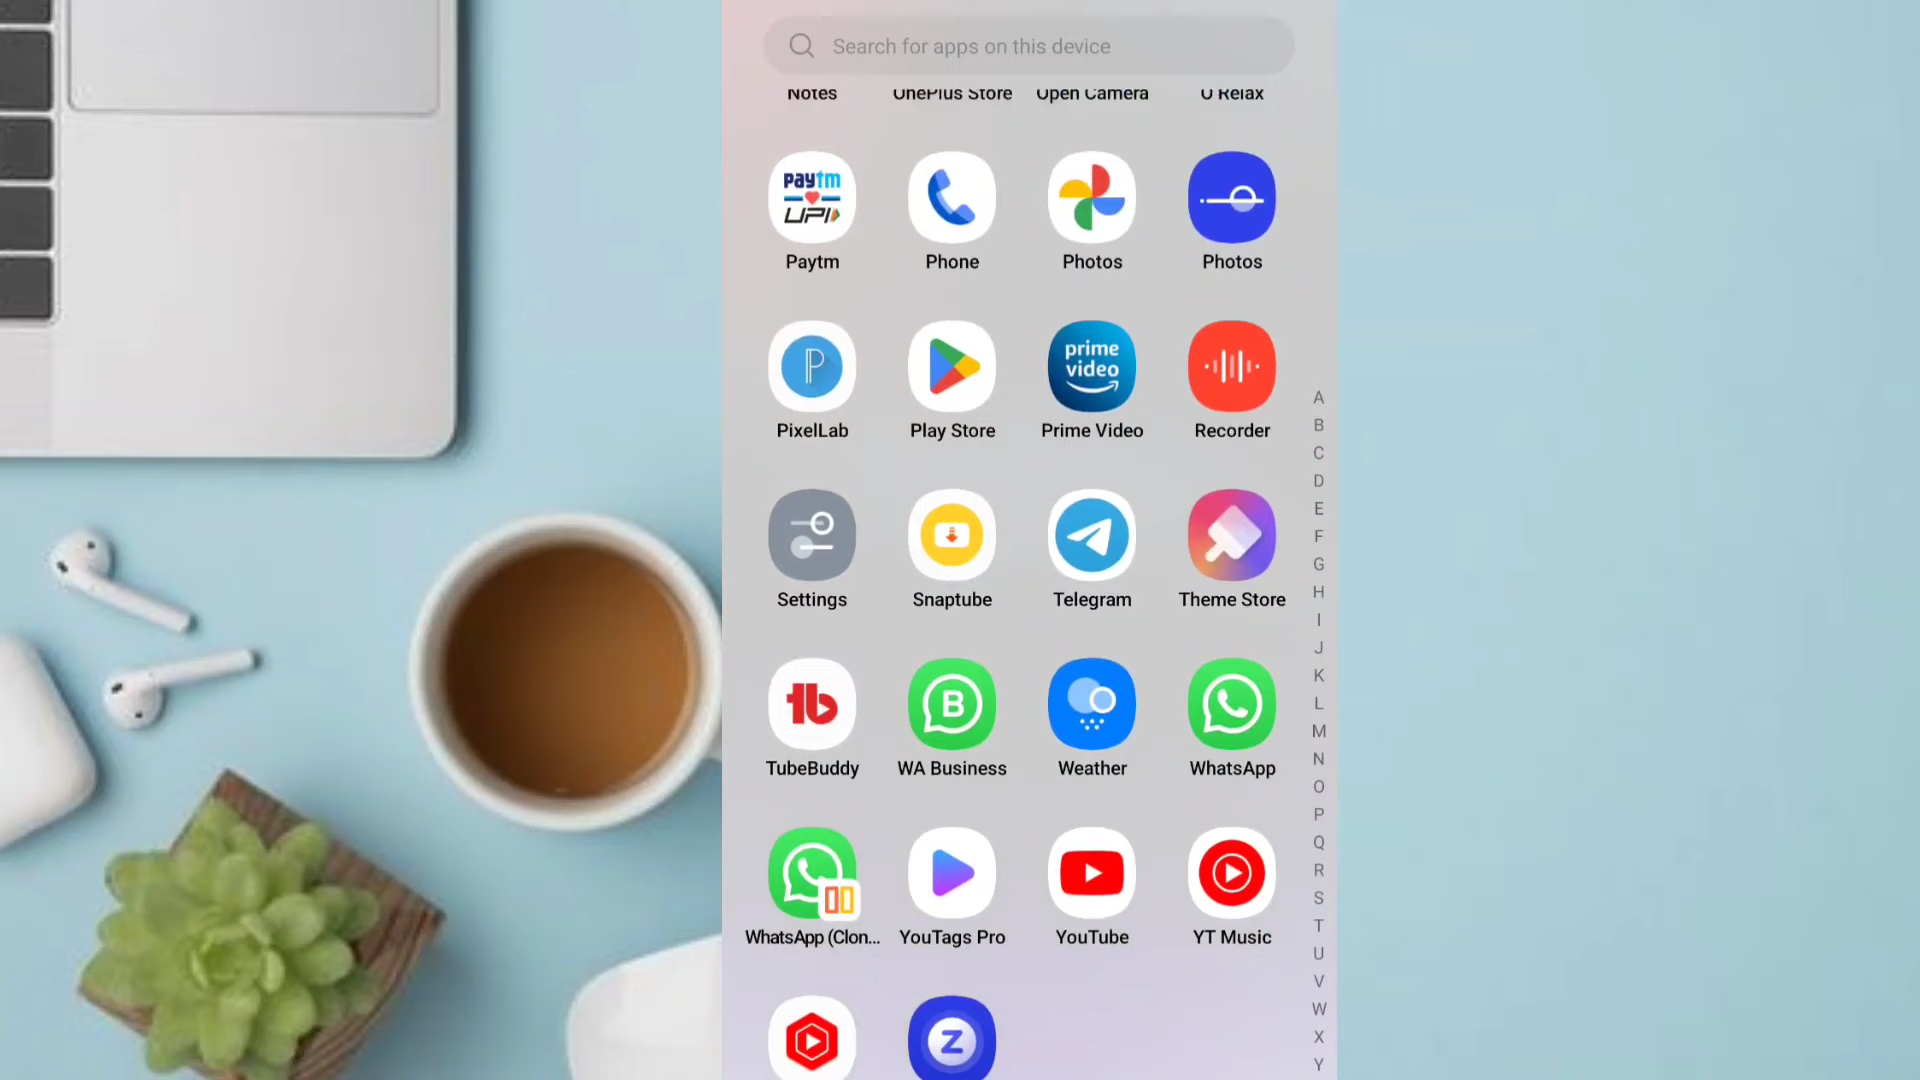 Search for apps on this device
Notes OnePlus Store Open Camera O Relax
paytm
UPI
Paytm Phone Photos Photos
P
prime
video
PixelLab Play Store Prime Video Recorder
Settings Snaptube Telegram Theme Store
tb
B
TubeBuddy WA Business Weather WhatsApp
WhatsApp (Clon... YouTags Pro YouTube YT Music
Z
A
B
C
D
E
F
G
H
I
J
K
L
M
N
O
P
Q
R
S
T
U
V
W
X
Y